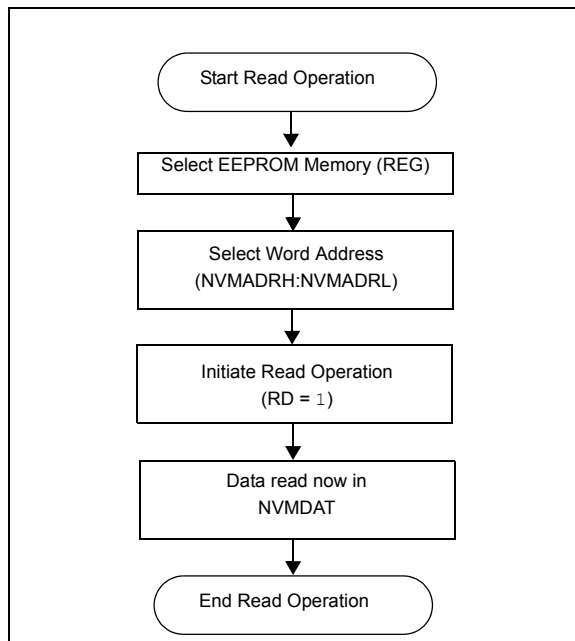 Start Read Operation
Select EEPROM Memory (REG)
Select Word Address
(NVMADRH:NVMADRL)
Initiate Read Operation
(RD = 1)
Data read now in
NVMDAT
End Read Operation